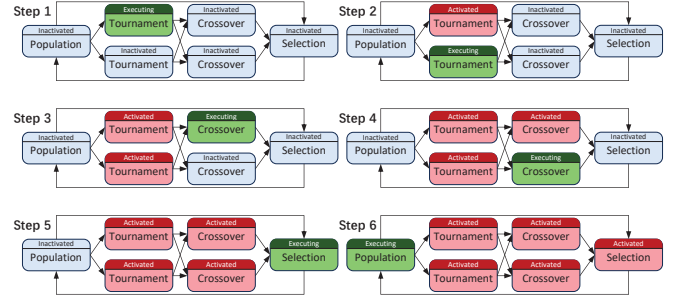 Step 1
Inactivated
Population
Executing
Tournament
Inactivated
Tournament
Inactivated
Crossover
Inactivated
Crossover
Inactivated
Selection
Step 2
Inactivated
Population
Activated
Tournament
Executing
Tournament
Inactivated
Crossover
Inactivated
Crossover
Inactivated
Selection
Step 3
Inactivated
Population
Activated
Tournament
Activated
Tournament
Executing
Crossover
Inactivated
Crossover
Inactivated
Selection
Step 4
Inactivated
Population
Activated
Tournament
Activated
Tournament
Activated
Crossover
Executing
Crossover
Inactivated
Selection
Step 5
Inactivated
Population
Activated
Tournament
Activated
Tournament
Activated
Crossover
Activated
Crossover
Executing
Selection
Step 6
Executing
Population
Activated
Tournament
Activated
Tournament
Activated
Crossover
Activated
Crossover
Activated
Selection